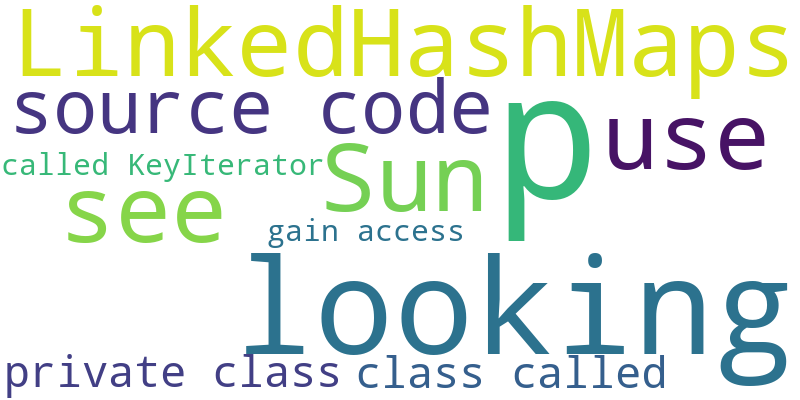 LinkedHashMaps
source code
p
use
called KeyIterator
Sun
see
gain access
looking
private class
class called